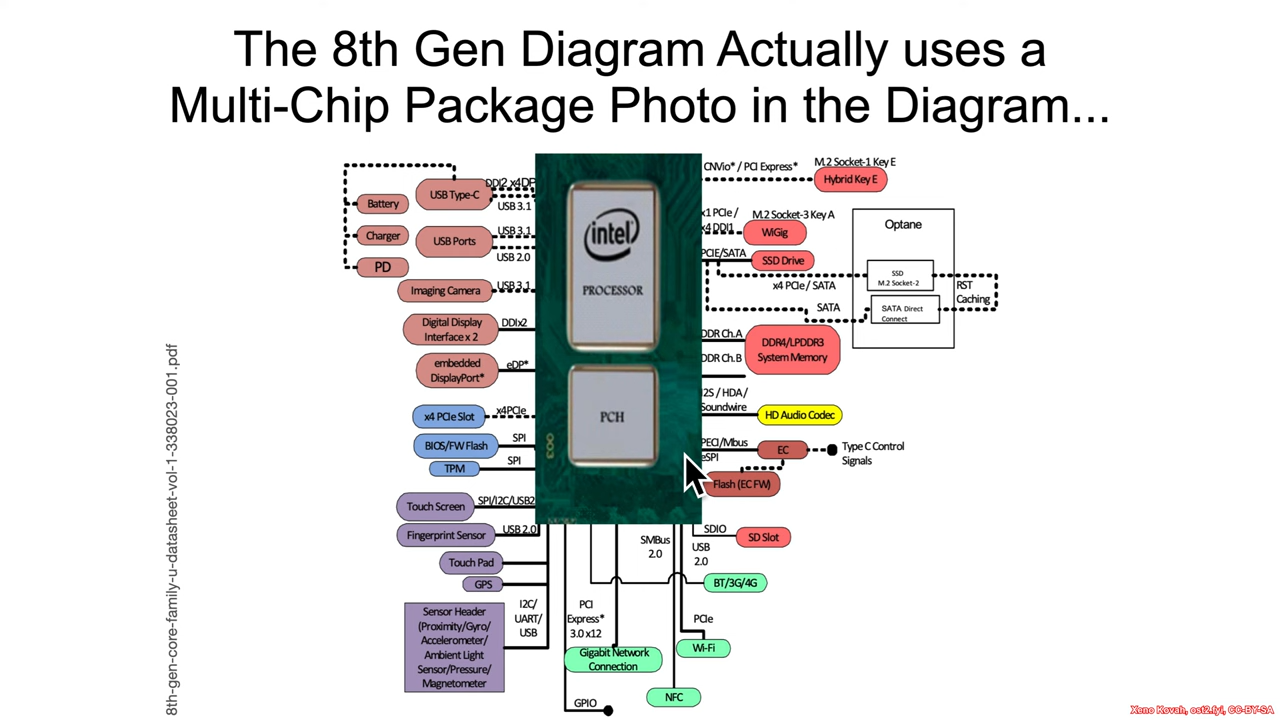 The 8th Gen Diagram Actually uses a
Multi-Chip Package Photo in the Diagram...
8th-gen-core-family-u-datasheet-vol-1-338023-001.pdf
Battery
Charger
PD
USB Type-C
DDI2 x4DP
USB 3.1
USB Ports
USB 3.1
USB 2.0
Imaging Camera
USB 3.1
Digital Display
Interface x 2
DDIx2
embedded
DisplayPort*
eDP*
x4 PCIe Slot
x4PCIe
BIOS/FW Flash
SPI
TPM
SPI
Touch Screen
SPI/I2C/USB2
Fingerprint Sensor
USB 2.0
Touch Pad
GPS
Sensor Header
(Proximity/Gyro/
Accelerometer/
Ambient Light
Sensor/Pressure/
Magnetometer
I2C/
UART/
USB
intel
PROCESSOR
PCH
CNVio* / PCI Express*
M.2 Socket-1 Key E
Hybrid Key E
x1 PCIe /
x4 DDI1
M.2 Socket-3 Key A
WiGig
PCIE/SATA
SSD Drive
x4 PCIe / SATA
SATA
Optane
SSD
M.2 Socket-2
SATA Direct
Connect
RST
Caching
DDR Ch.A
DDR Ch.B
DDR4/LPDDR3
System Memory
I2S / HDA /
Soundwire
HD Audio Codec
PECI/Mbus
eSPI
EC
Type C Control
Signals
Flash (EC FW)
SDIO
SD Slot
SMBus
2.0
USB
2.0
BT/3G/4G
PCI
Express*
3.0 x12
PCIe
Wi-Fi
Gigabit Network
Connection
NFC
GPIO
Xeno Kovah, ost2.fyi, CC-BY-SA